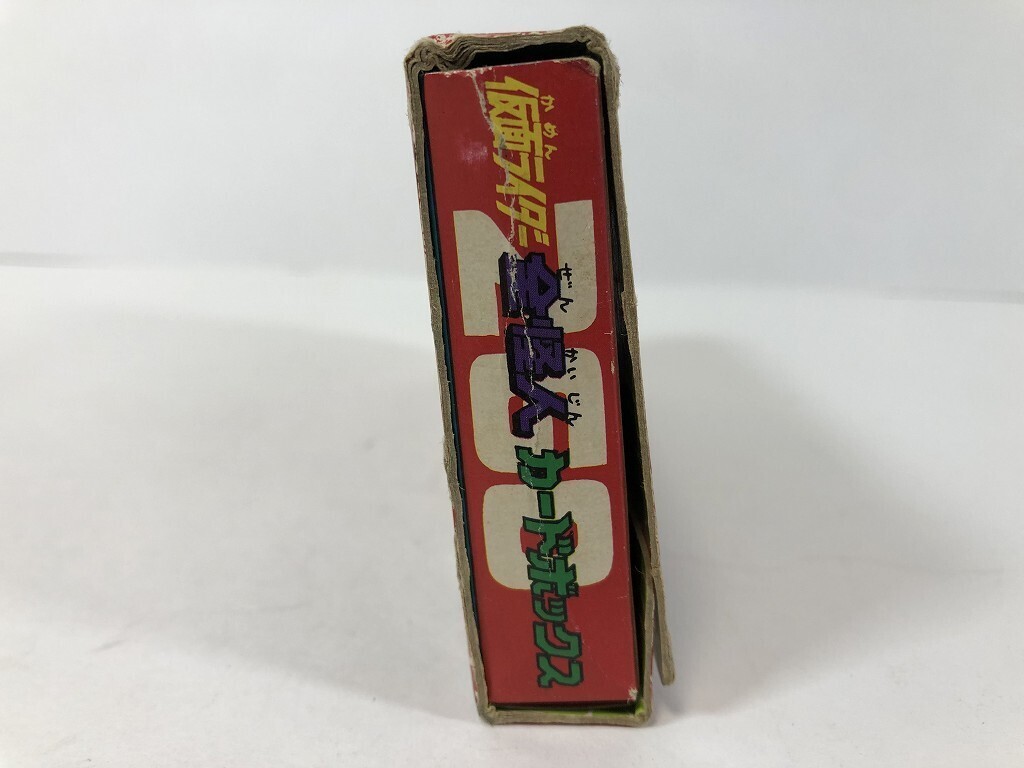 かめん
仮面ライダー
ぜんかいじん
全怪人
カードボックス
200